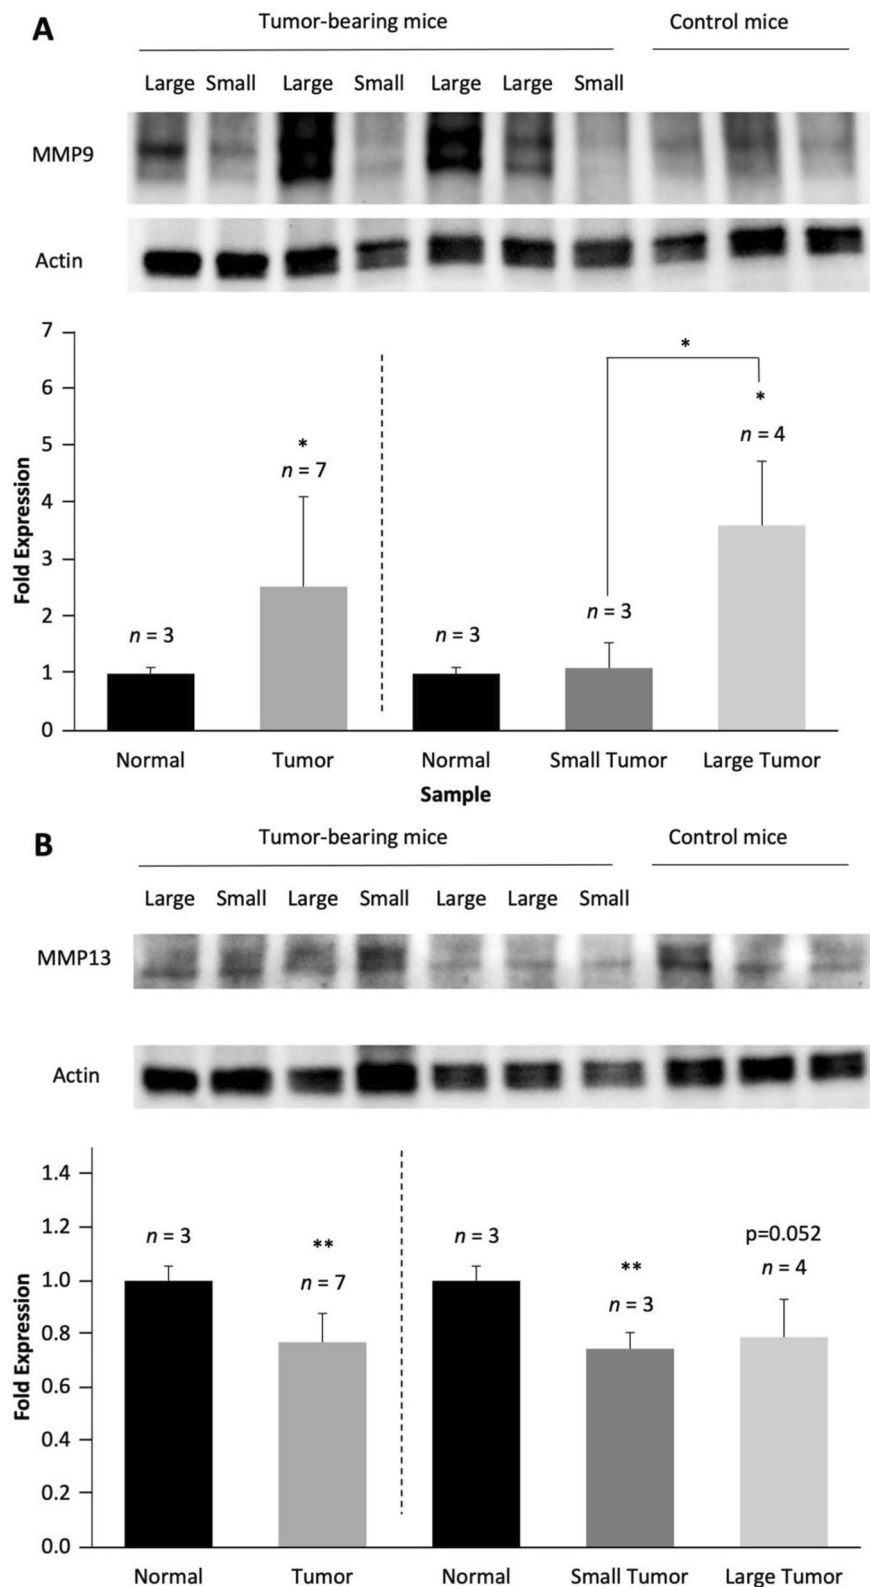 A
Tumor-bearing mice Control mice
Large Small Large Small Large Large Small
MMP9
Actin
7
6
5
4
3
2
1
0
Fold Expression
*
*
*
n = 4
n = 7
n = 3
n = 3
n = 3
Normal Tumor Normal Small Tumor Large Tumor
Sample
B
Tumor-bearing mice Control mice
Large Small Large Small Large Large Small
MMP13
Actin
1.4
1.2
1.0
0.8
0.6
0.4
0.2
0.0
Fold Expression
n = 3
**
n = 7
n = 3
**
n = 3
p=0.052
n = 4
Normal Tumor Normal Small Tumor Large Tumor